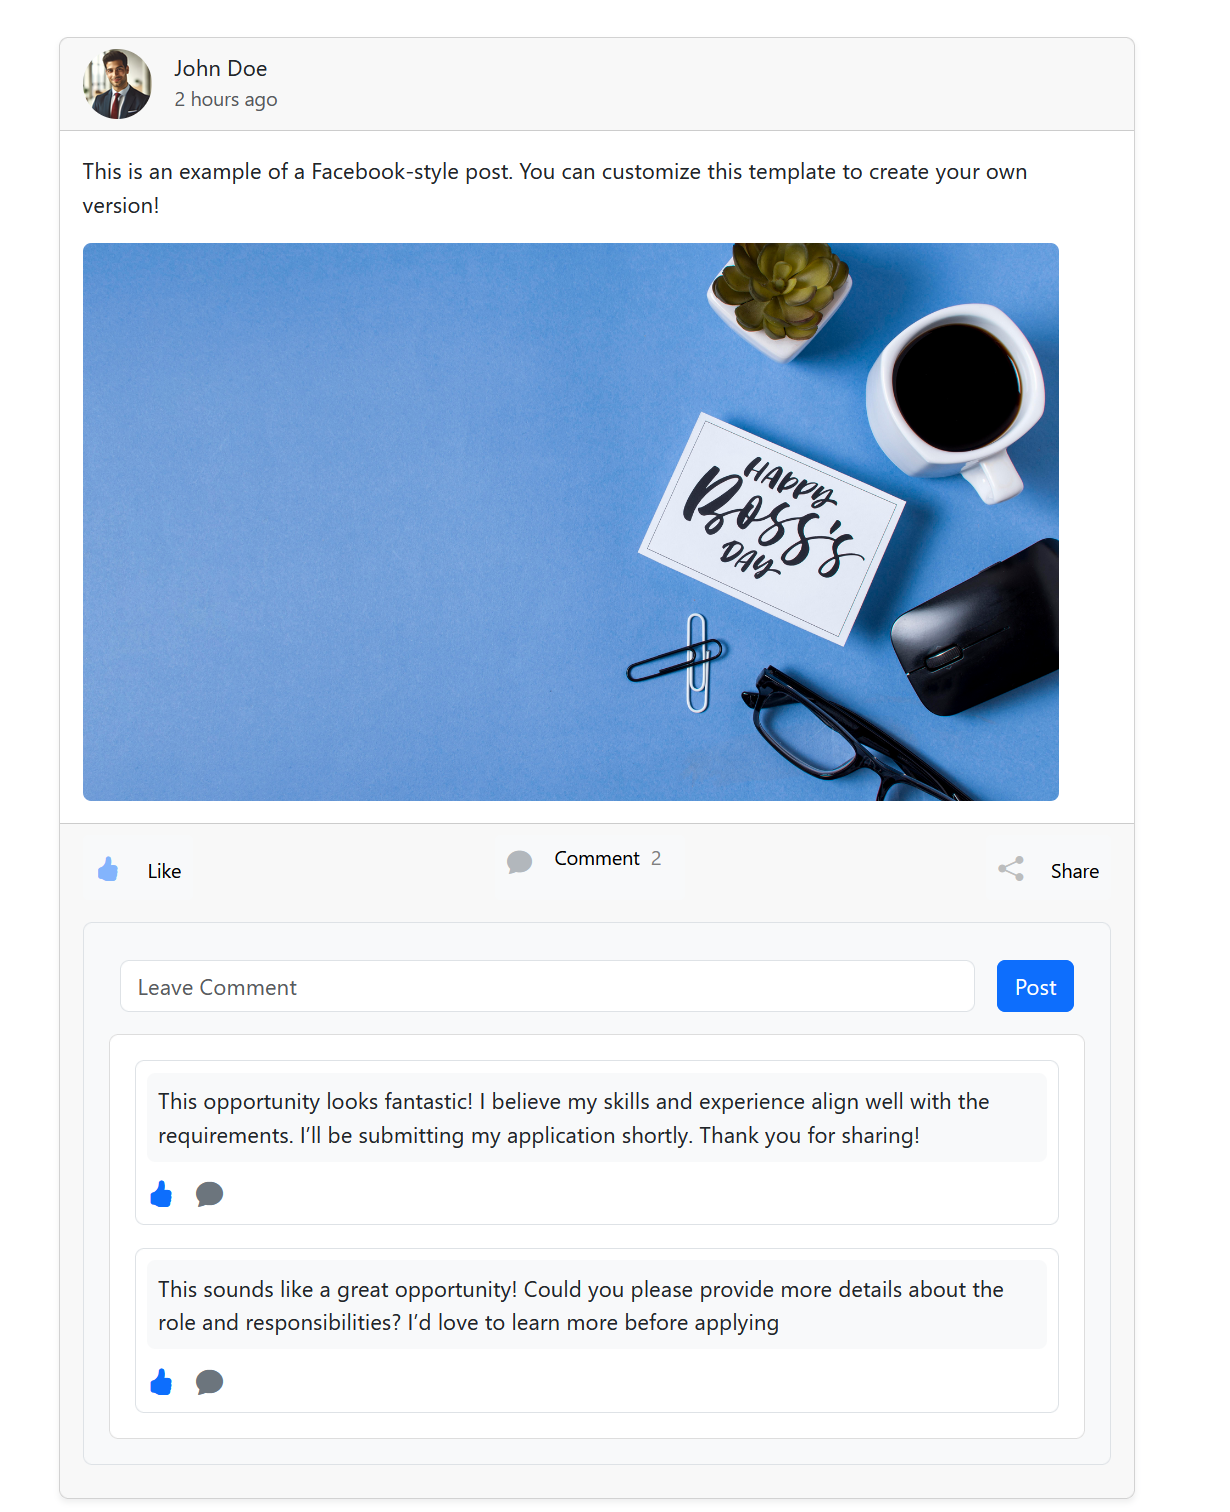 John Doe
2 hours ago
This is an example of a Facebook-style post. You can customize this template to create your own
version!
HAPPY
Boss's
DAY
Like
Comment 2
Share
Leave Comment
Post
This opportunity looks fantastic! I believe my skills and experience align well with the
requirements. I’ll be submitting my application shortly. Thank you for sharing!
This sounds like a great opportunity! Could you please provide more details about the
role and responsibilities? I’d love to learn more before applying